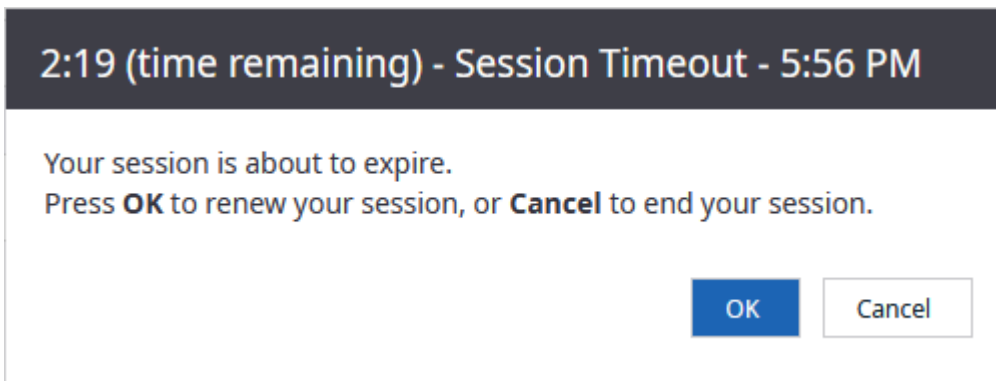 2:19 (time remaining) - Session Timeout - 5:56 PM
Your session is about to expire.
Press OK to renew your session, or Cancel to end your session.
OK
Cancel